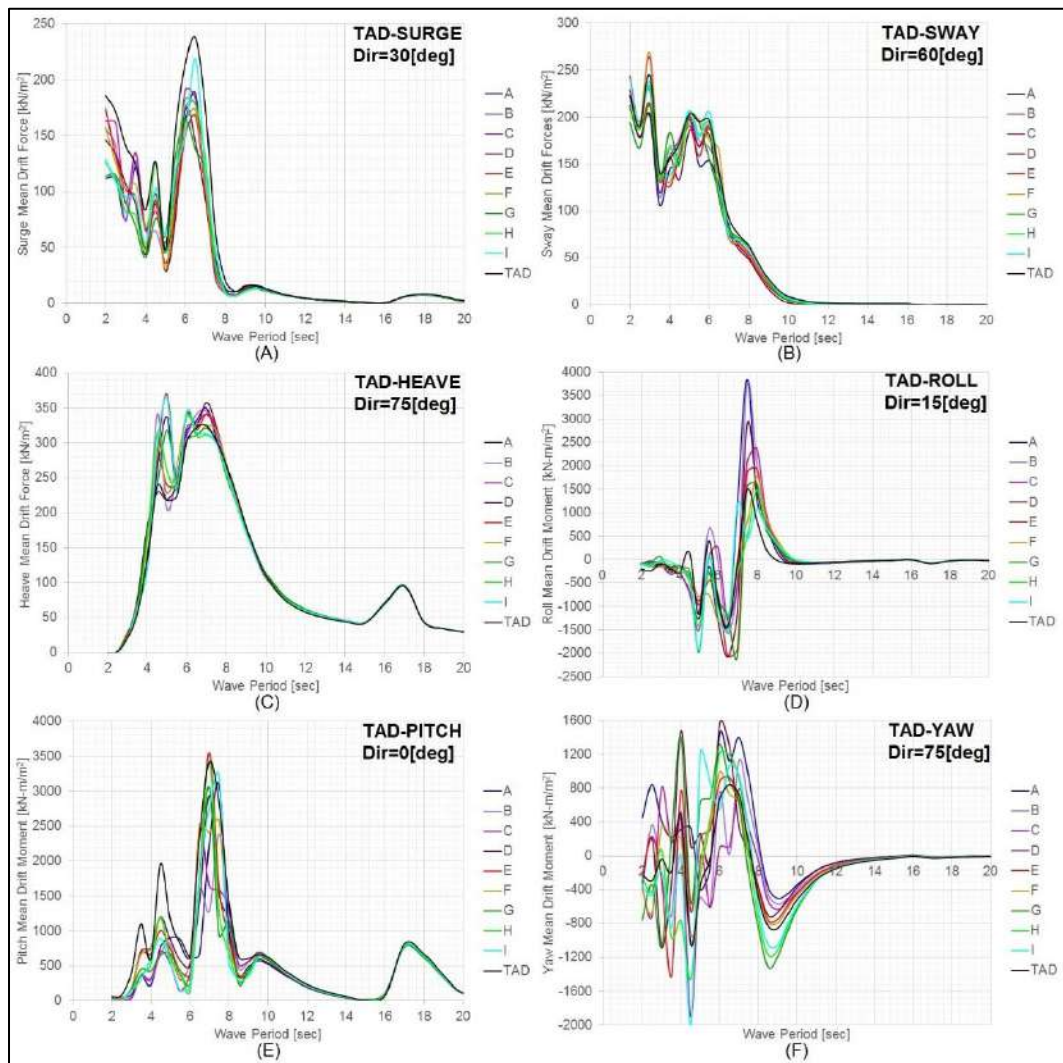 TAD-SURGE
Dir=30[deg]
Surge Mean Drift Force [kN/m²]
250
200
150
100
50
0
0 2 4 6 8 10 12 14 16 18 20
Wave Period [sec]
A
B
C
D
E
F
G
H
I
TAD
(A)
TAD-SWAY
Dir=60[deg]
Sway Mean Drift Forces [kN/m²]
300
250
200
150
100
50
0
0 2 4 6 8 10 12 14 16 18 20
Wave Period [sec]
A
B
C
D
E
F
G
H
I
TAD
(B)
TAD-HEAVE
Dir=75[deg]
Heave Mean Drift Force [kN/m²]
400
350
300
250
200
150
100
50
0
0 2 4 6 8 10 12 14 16 18 20
Wave Period [sec]
A
B
C
D
E
F
G
H
I
TAD
(C)
TAD-ROLL
Dir=15[deg]
Roll Mean Drift Moment [kN-m/m²]
4000
3500
3000
2500
2000
1500
1000
500
0
-500
-1000
-1500
-2000
-2500
0 2 4 6 8 10 12 14 16 18 20
Wave Period [sec]
A
B
C
D
E
F
G
H
I
TAD
(D)
TAD-PITCH
Dir=0[deg]
Pitch Mean Drift Moment [kN-m/m²]
4000
3500
3000
2500
2000
1500
1000
500
0
0 2 4 6 8 10 12 14 16 18 20
Wave Period [sec]
A
B
C
D
E
F
G
H
I
TAD
(E)
TAD-YAW
Dir=75[deg]
Yaw Mean Drift Moment [kN-m/m²]
1600
1200
800
400
0
-400
-800
-1200
-1600
-2000
0 2 4 6 8 10 12 14 16 18 20
Wave Period [sec]
A
B
C
D
E
F
G
H
I
TAD
(F)